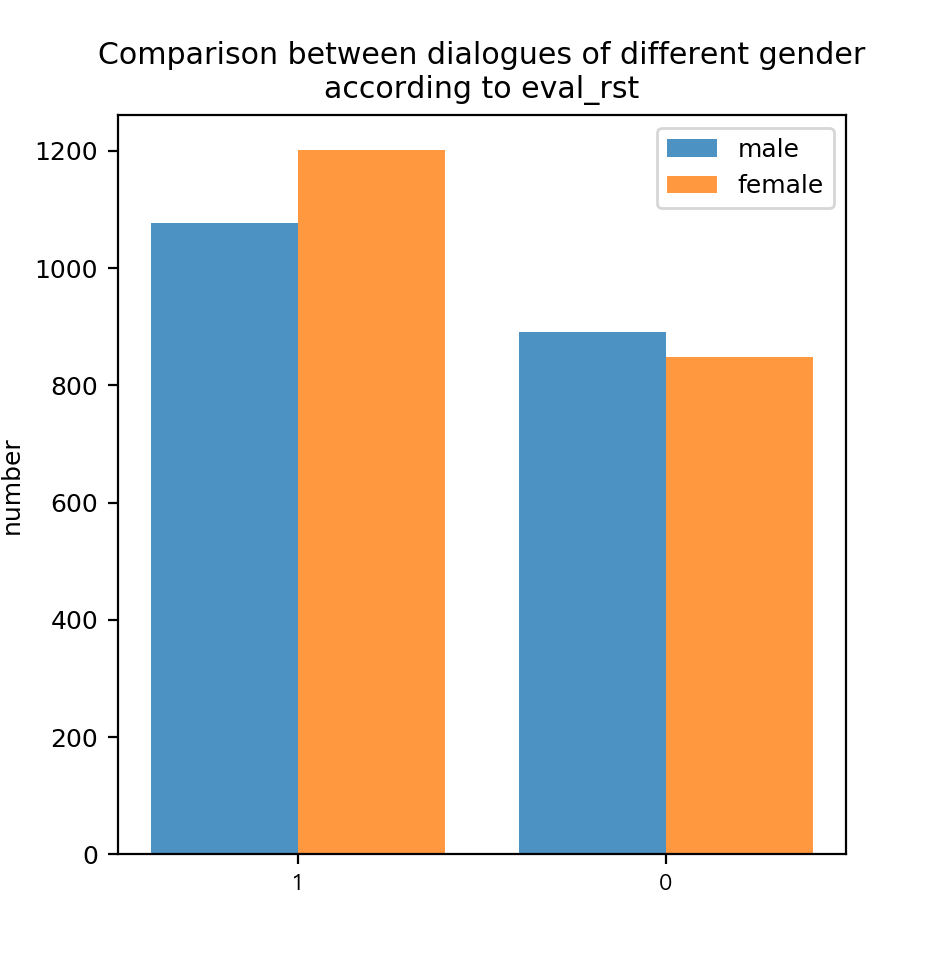 Comparison between dialogues of different gender
according to eval_rst
male
female
1200
1000
800
600
400
200
0
number
1
0